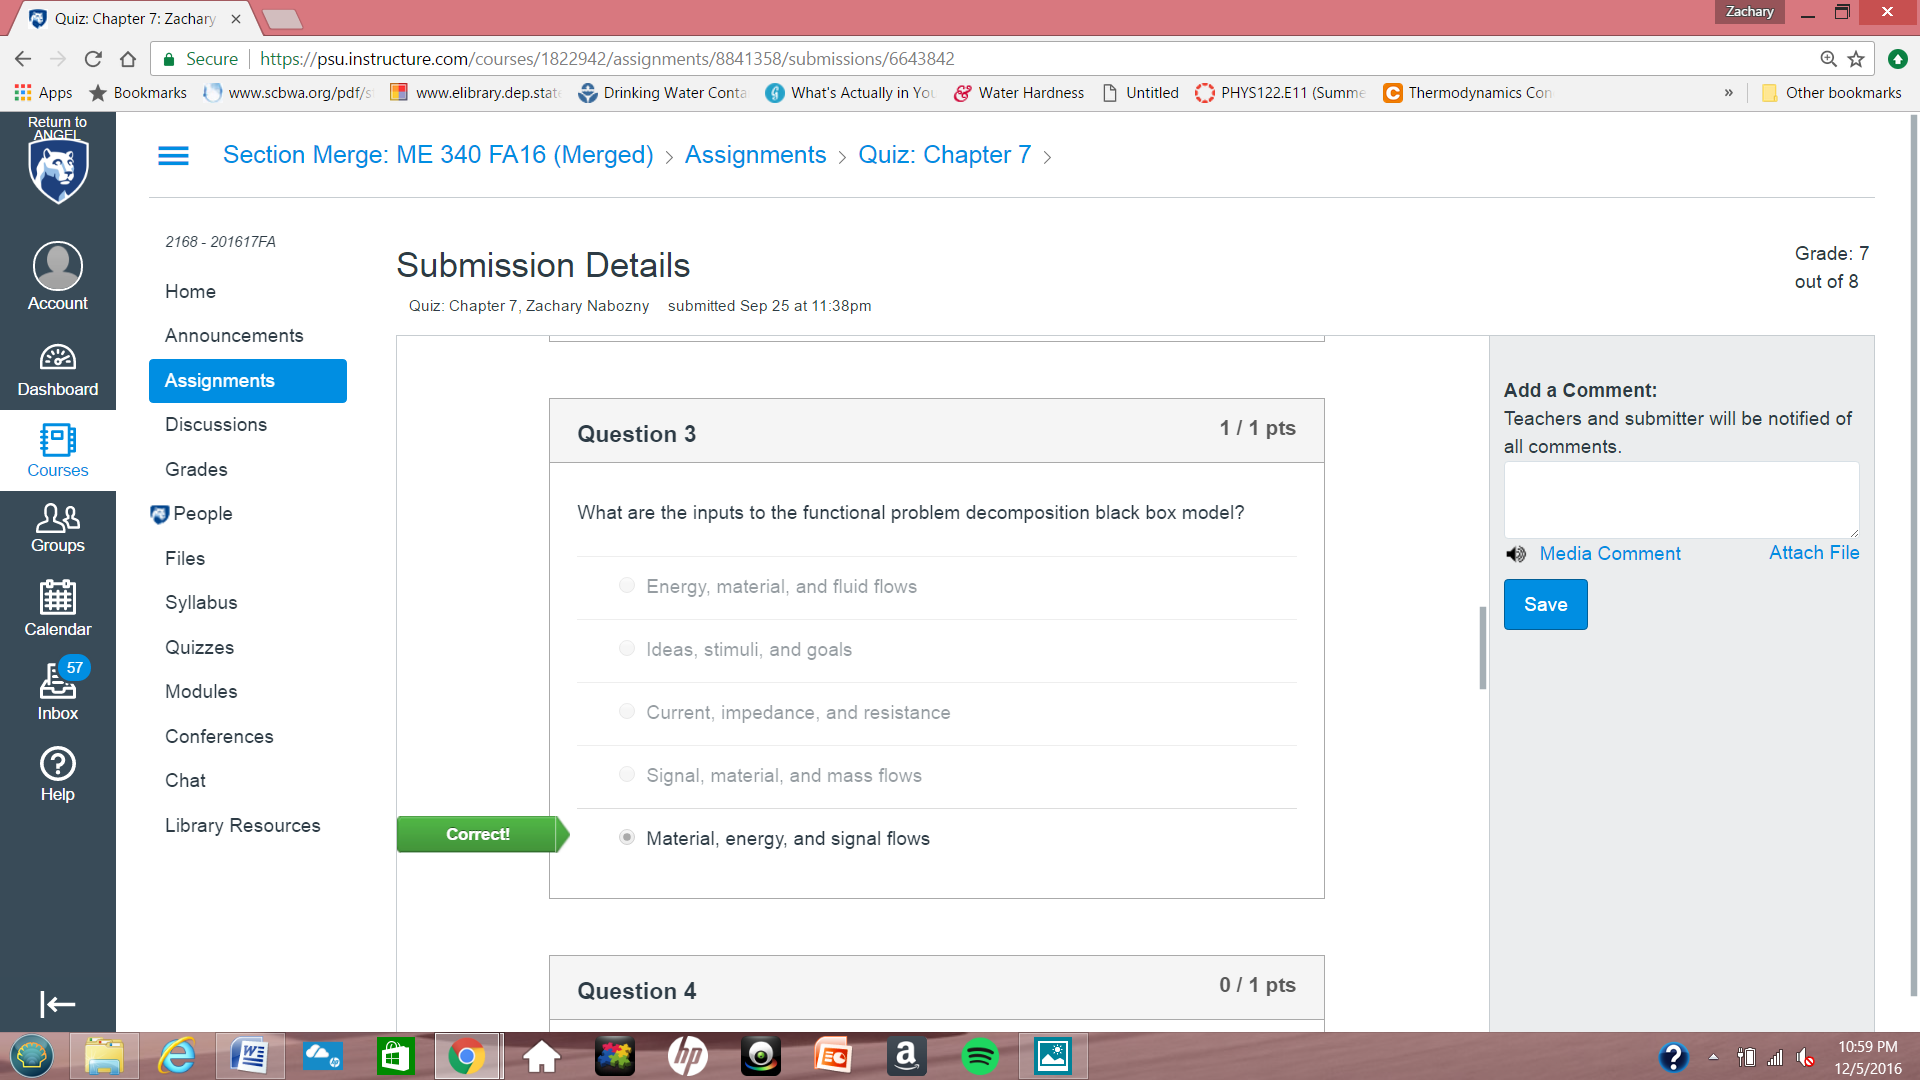 Quiz: Chapter 7: Zachary
Zachary
Secure
https://psu.instructure.com/courses/1822942/assignments/8841358/submissions/6643842
Apps
Bookmarks
www.scbwa.org/pdf/s
www.elibrary.dep.stat
Drinking Water Conta
What's Actually in You
Water Hardness
Untitled
PHYS122.E11 (Summe
Thermodynamics Con
»
Other bookmarks
Return to
ANGEL
Account
Dashboard
Courses
Groups
Calendar
57
Inbox
Help
Section Merge: ME 340 FA16 (Merged) > Assignments > Quiz: Chapter 7 >
2168 - 201617FA
Home
Announcements
Assignments
Discussions
Grades
People
Files
Syllabus
Quizzes
Modules
Conferences
Chat
Library Resources
Submission Details
Quiz: Chapter 7, Zachary Nabozny submitted Sep 25 at 11:38pm
Grade: 7
out of 8
Question 3
1 / 1 pts
What are the inputs to the functional problem decomposition black box model?
Energy, material, and fluid flows
Ideas, stimuli, and goals
Current, impedance, and resistance
Signal, material, and mass flows
Correct!
Material, energy, and signal flows
Question 4
0 / 1 pts
Add a Comment:
Teachers and submitter will be notified of
all comments.
Media Comment
Attach File
Save
10:59 PM
12/5/2016